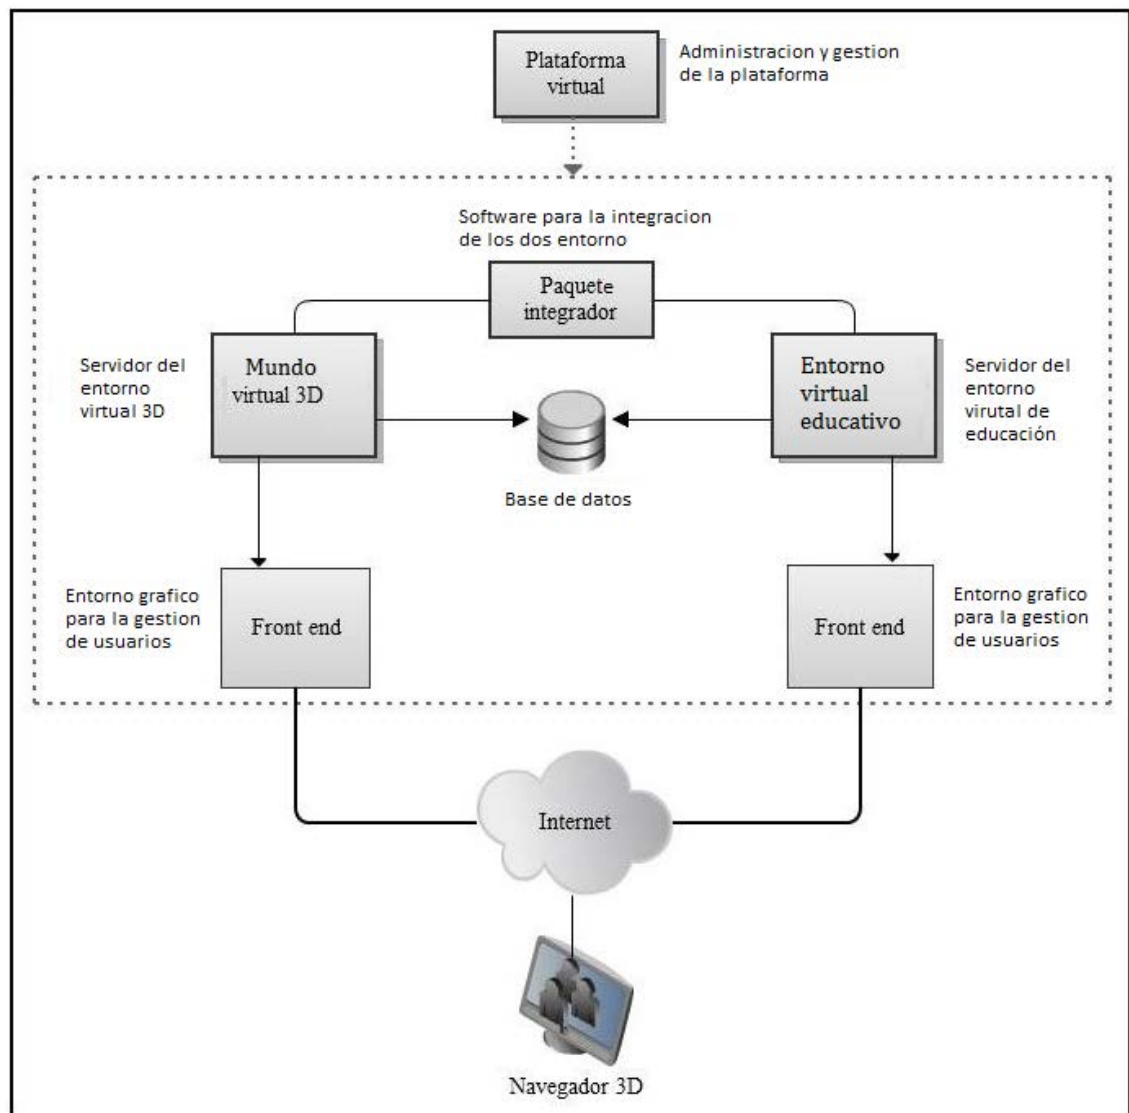 Plataforma
virtual
Administracion y gestion
de la plataforma
Software para la integracion
de los dos entorno
Paquete
integrador
Servidor del
entorno
virtual 3D
Mundo
virtual 3D
Entorno
virtual
educativo
Servidor del
entorno
virutal de
educación
Base de datos
Entorno grafico
para la gestion
de usuarios
Front end
Front end
Entorno grafico
para la gestion
de usuarios
Internet
Navegador 3D